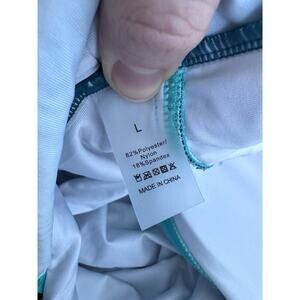 L
82%Polyester/
Nylon
18%Spandex
MADE IN CHINA